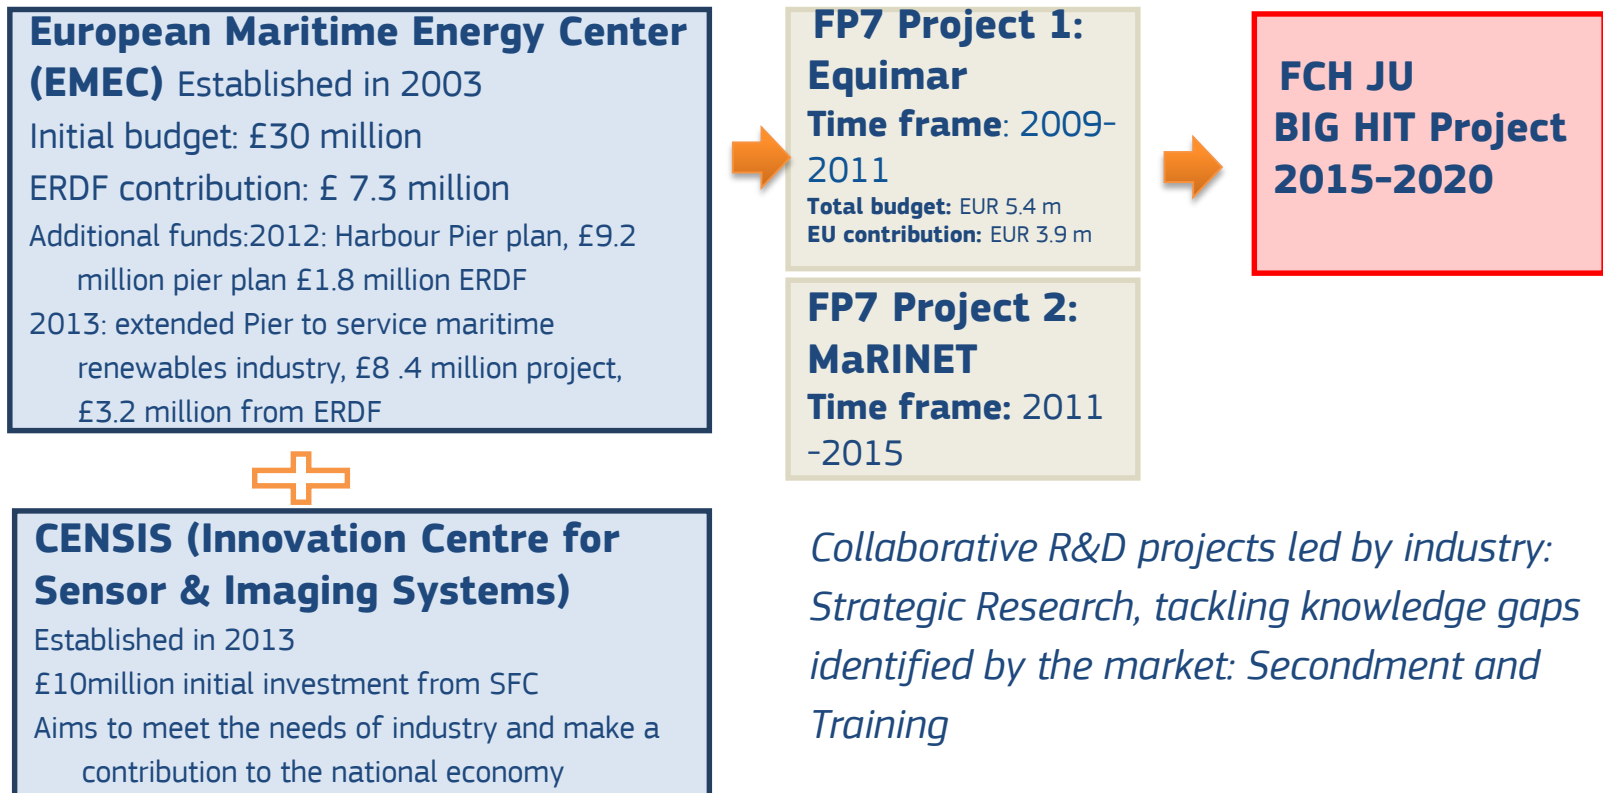 European Maritime Energy Center
(EMEC) Established in 2003
Initial budget: £30 million
ERDF contribution: £ 7.3 million
Additional funds:2012: Harbour Pier plan, £9.2
million pier plan £1.8 million ERDF
2013: extended Pier to service maritime
renewables industry, £8 .4 million project,
£3.2 million from ERDF
CENSIS (Innovation Centre for
Sensor & Imaging Systems)
Established in 2013
£10million initial investment from SFC
Aims to meet the needs of industry and make a
contribution to the national economy
FP7 Project 1:
Equimar
Time frame: 2009-
2011
Total budget: EUR 5.4 m
EU contribution: EUR 3.9 m
FP7 Project 2:
MaRINET
Time frame: 2011
-2015
FCH JU
BIG HIT Project
2015-2020
Collaborative R&D projects led by industry:
Strategic Research, tackling knowledge gaps
identified by the market: Secondment and
Training